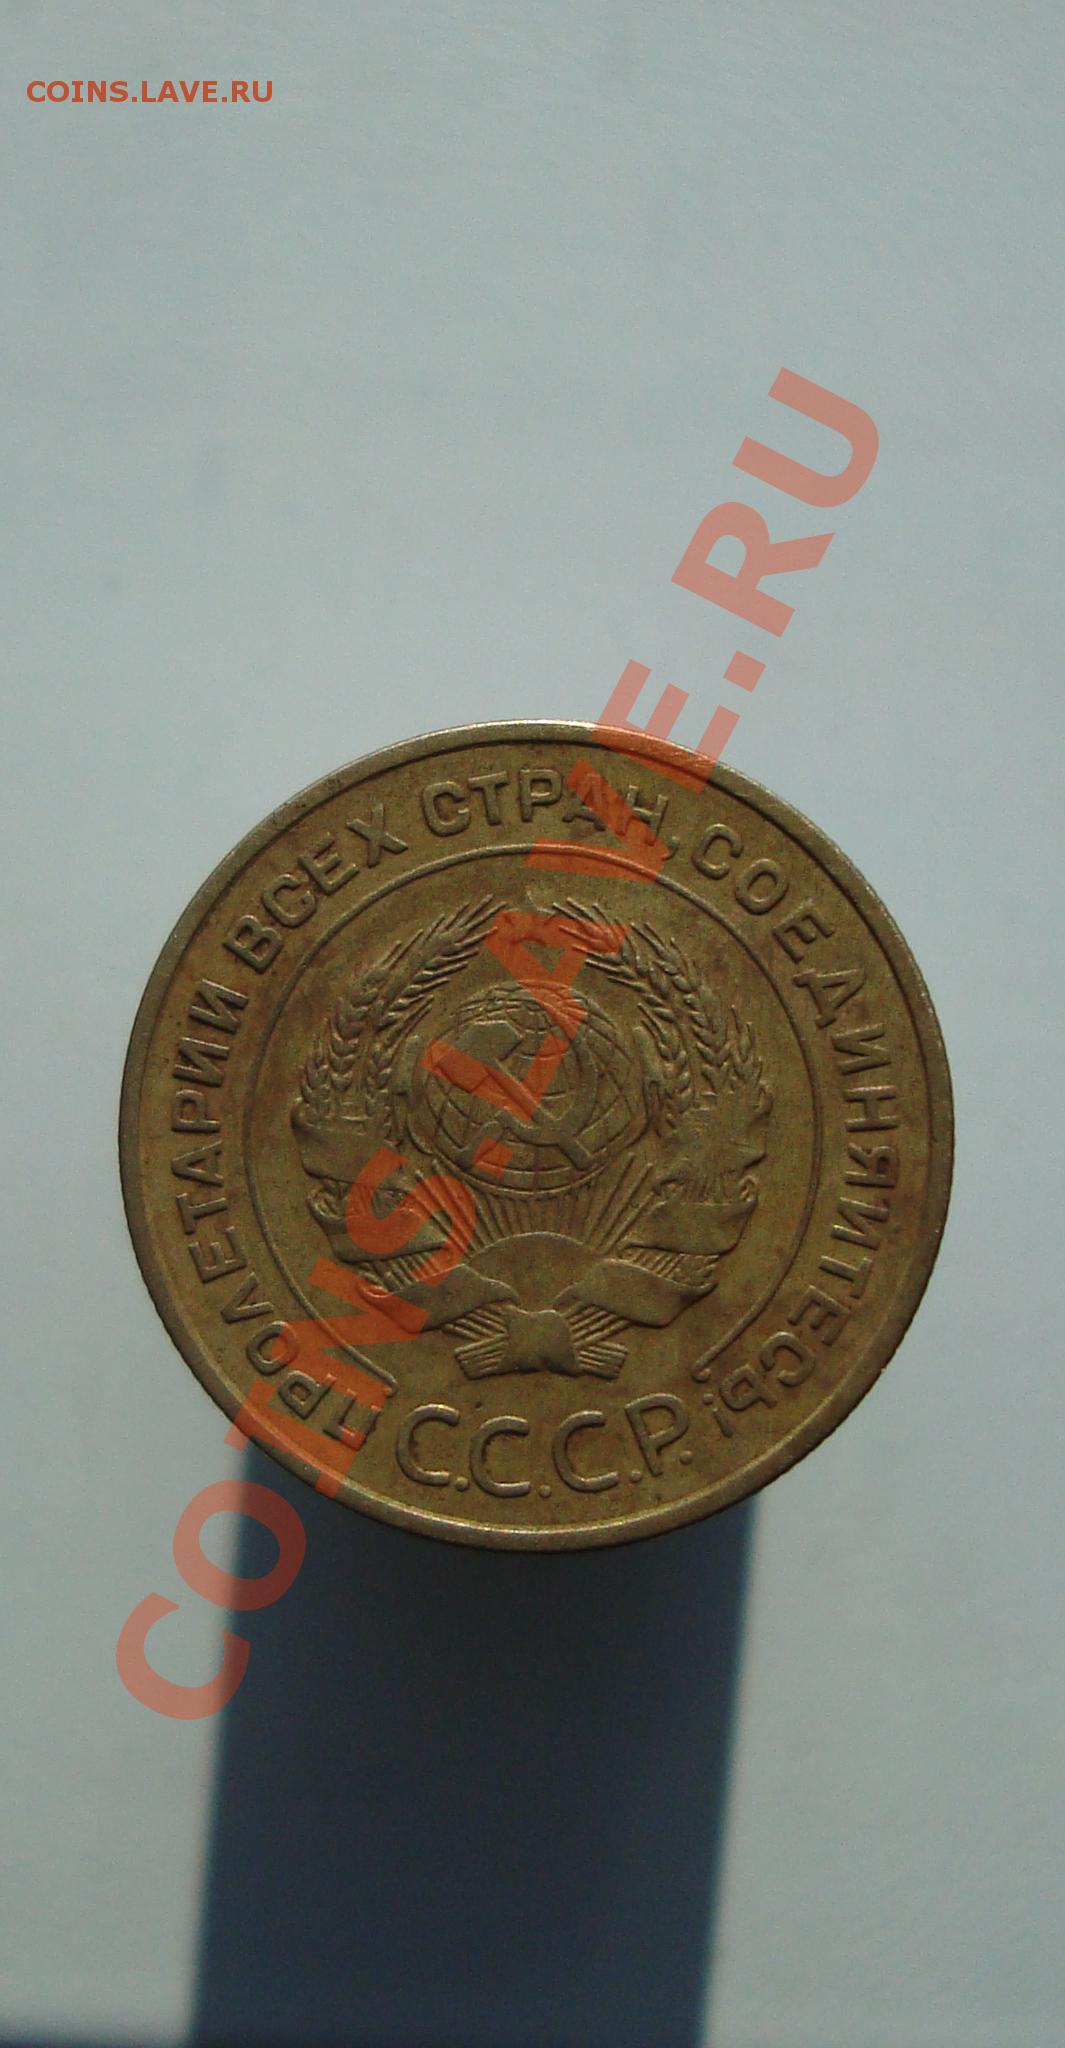 COINS.LAVE.RU
COINS.LAVE.RU
ПРОЛЕТАРИИ ВСЕХ СТРАН, СОЕДИНЯЙТЕСЬ!
С.С.С.Р.